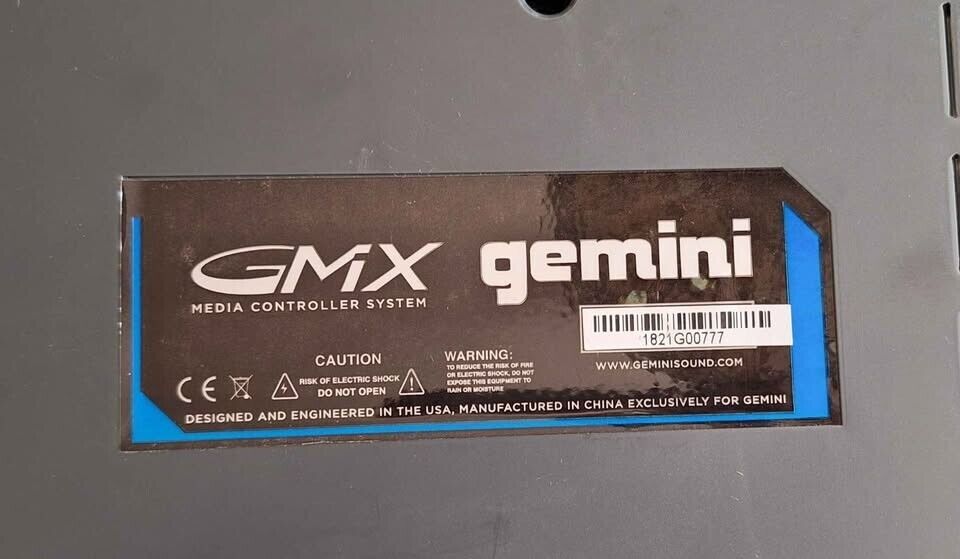 GMX
MEDIA CONTROLLER SYSTEM
gemini
1821G00777
WWW.GEMINISOUND.COM
CAUTION
RISK OF ELECTRIC SHOCK
DO NOT OPEN
WARNING:
TO REDUCE THE RISK OF FIRE
OR ELECTRIC SHOCK, DO NOT
EXPOSE THIS EQUIPMENT TO
RAIN OR MOISTURE
CE
DESIGNED AND ENGINEERED IN THE USA, MANUFACTURED IN CHINA EXCLUSIVELY FOR GEMINI